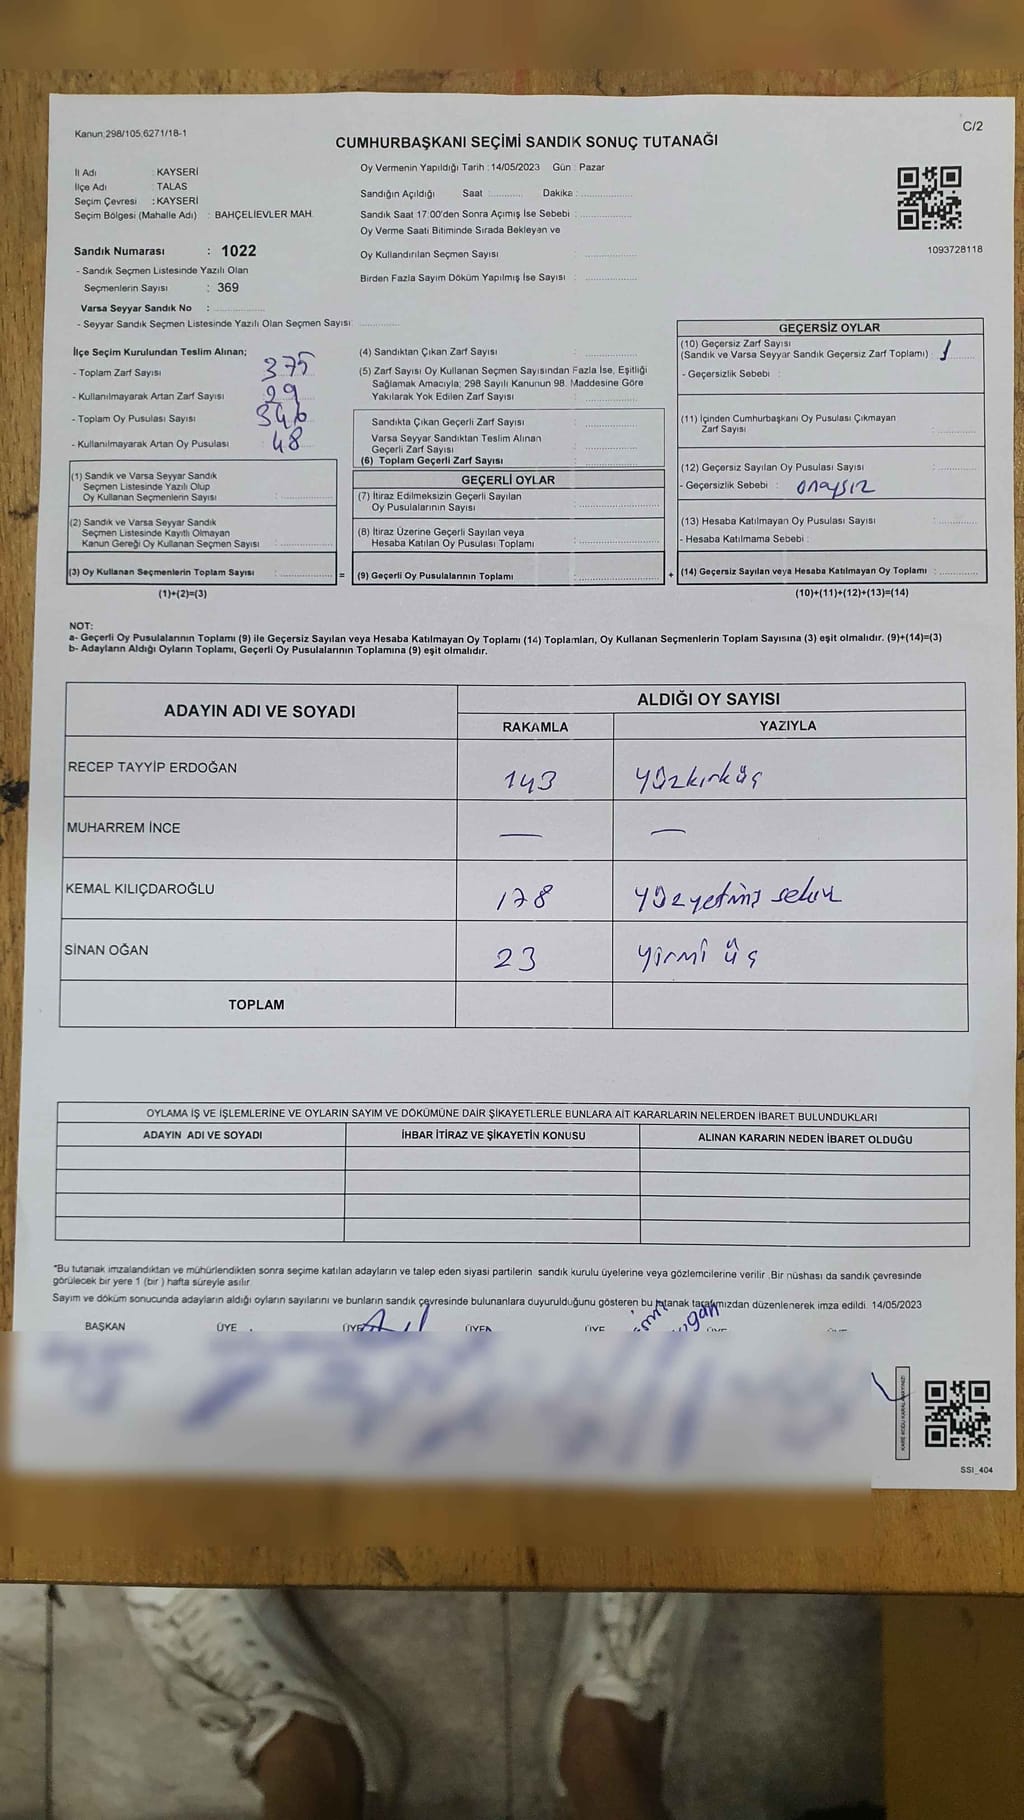 Kanun;298/105,6271/18-1
C/2
CUMHURBAŞKANI SEÇİMİ SANDIK SONUÇ TUTANAĞI
İl Adı : KAYSERİ
İlçe Adı : TALAS
Seçim Çevresi : KAYSERİ
Seçim Bölgesi (Mahalle Adı) : BAHÇELİEVLER MAH.
Sandık Numarası : 1022
- Sandık Seçmen Listesinde Yazılı Olan
Seçmenlerin Sayısı : 369
Varsa Seyyar Sandık No :
- Seyyar Sandık Seçmen Listesinde Yazılı Olan Seçmen Sayısı:
Oy Vermenin Yapıldığı Tarih : 14/05/2023 Gün : Pazar
Sandığın Açıldığı Saat : Dakika :
Sandık Saat 17:00'den Sonra Açımış İse Sebebi :
Oy Verme Saati Bitiminde Sırada Bekleyan ve
Oy Kullandırılan Seçmen Sayısı :
Birden Fazla Sayım Döküm Yapılmış İse Sayısı :
1093728118
İlçe Seçim Kurulundan Teslim Alınan;
- Toplam Zarf Sayısı : 375
- Kullanılmayarak Artan Zarf Sayısı : 29
- Toplam Oy Pusulası Sayısı : 346
- Kullanılmayarak Artan Oy Pusulası : 48
(1) Sandık ve Varsa Seyyar Sandık
Seçmen Listesinde Yazılı Olup
Oy Kullanan Seçmenlerin Sayısı :
(2) Sandık ve Varsa Seyyar Sandık
Seçmen Listesinde Kayıtlı Olmayan
Kanun Gereği Oy Kullanan Seçmen Sayısı :
(3) Oy Kullanan Seçmenlerin Toplam Sayısı : =
(1)+(2)=(3)
(4) Sandıktan Çıkan Zarf Sayısı :
(5) Zarf Sayısı Oy Kullanan Seçmen Sayısından Fazla İse, Eşitliği
Sağlamak Amacıyla; 298 Sayılı Kanunun 98. Maddesine Göre
Yakılarak Yok Edilen Zarf Sayısı :
Sandıkta Çıkan Geçerli Zarf Sayısı :
Varsa Seyyar Sandıktan Teslim Alınan
Geçerli Zarf Sayısı :
(6) Toplam Geçerli Zarf Sayısı :
GEÇERLİ OYLAR
(7) İtiraz Edilmeksizin Geçerli Sayılan
Oy Pusulalarının Sayısı :
(8) İtiraz Üzerine Geçerli Sayılan veya
Hesaba Katılan Oy Pusulası Toplamı :
(9) Geçerli Oy Pusulalarının Toplamı : +
GEÇERSİZ OYLAR
(10) Geçersiz Zarf Sayısı
(Sandık ve Varsa Seyyar Sandık Geçersiz Zarf Toplamı) : 1
- Geçersizlik Sebebi :
(11) İçinden Cumhurbaşkanı Oy Pusulası Çıkmayan
Zarf Sayısı :
(12) Geçersiz Sayılan Oy Pusulası Sayısı :
- Geçersizlik Sebebi : onaysız
(13) Hesaba Katılmayan Oy Pusulası Sayısı :
- Hesaba Katılmama Sebebi :
(14) Geçersiz Sayılan veya Hesaba Katılmayan Oy Toplamı :
(10)+(11)+(12)+(13)=(14)
NOT:
a- Geçerli Oy Pusulalarının Toplamı (9) ile Geçersiz Sayılan veya Hesaba Katılmayan Oy Toplamı (14) Toplamları, Oy Kullanan Seçmenlerin Toplam Sayısına (3) eşit olmalıdır. (9)+(14)=(3)
b- Adayların Aldığı Oyların Toplamı, Geçerli Oy Pusulalarının Toplamına (9) eşit olmalıdır.
ADAYIN ADI VE SOYADI
ALDIĞI OY SAYISI
RAKAMLA YAZIYLA
RECEP TAYYİP ERDOĞAN 143 yüzkırküç
MUHARREM İNCE — —
KEMAL KILIÇDAROĞLU 178 yüzyetmiş sekiz
SİNAN OĞAN 23 yirmi üç
TOPLAM
OYLAMA İŞ VE İŞLEMLERİNE VE OYLARIN SAYIM VE DÖKÜMÜNE DAİR ŞİKAYETLERLE BUNLARA AİT KARARLARIN NELERDEN İBARET BULUNDUKLARI
ADAYIN ADI VE SOYADI İHBAR İTİRAZ VE ŞİKAYETİN KONUSU ALINAN KARARIN NEDEN İBARET OLDUĞU
*Bu tutanak imzalandıktan ve mühürlendikten sonra seçime katılan adayların ve talep eden siyasi partilerin sandık kurulu üyelerine veya gözlemcilerine verilir .Bir nüshası da sandık çevresinde
görülecek bir yere 1 (bir ) hafta süreyle asılır.
Sayım ve döküm sonucunda adayların aldığı oyların sayılarını ve bunların sandık çevresinde bulunanlara duyurulduğunu gösteren bu tutanak tarafımızdan düzenlenerek imza edildi. 14/05/2023
BAŞKAN ÜYE ÜYE ÜYE ÜYE ÜYE
KARE KODU KARALAMAYINIZ!
SSI_404